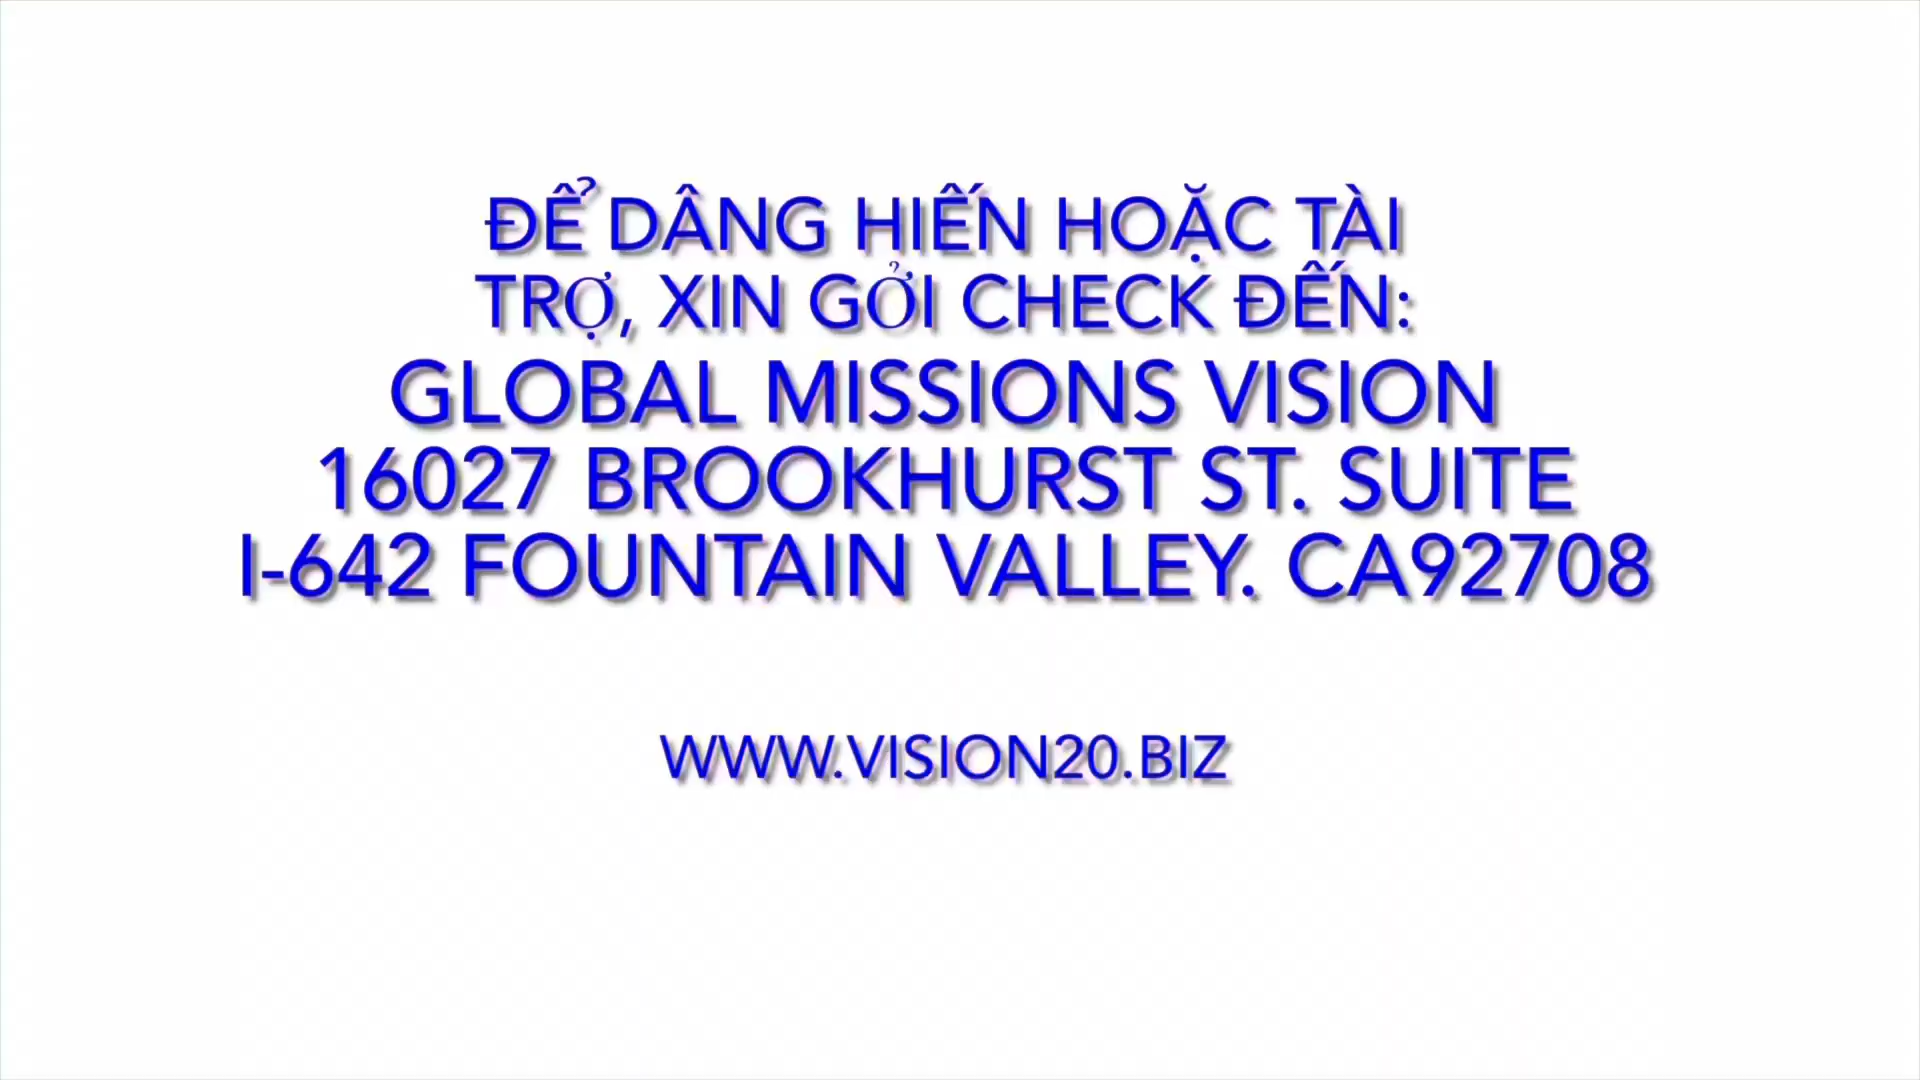 ĐỂ DÂNG HIẾN HOẶC TÀI
TRỢ, XIN GỞI CHECK ĐẾN:
GLOBAL MISSIONS VISION
16027 BROOKHURST ST. SUITE
I-642 FOUNTAIN VALLEY. CA92708
WWW.VISION20.BIZ